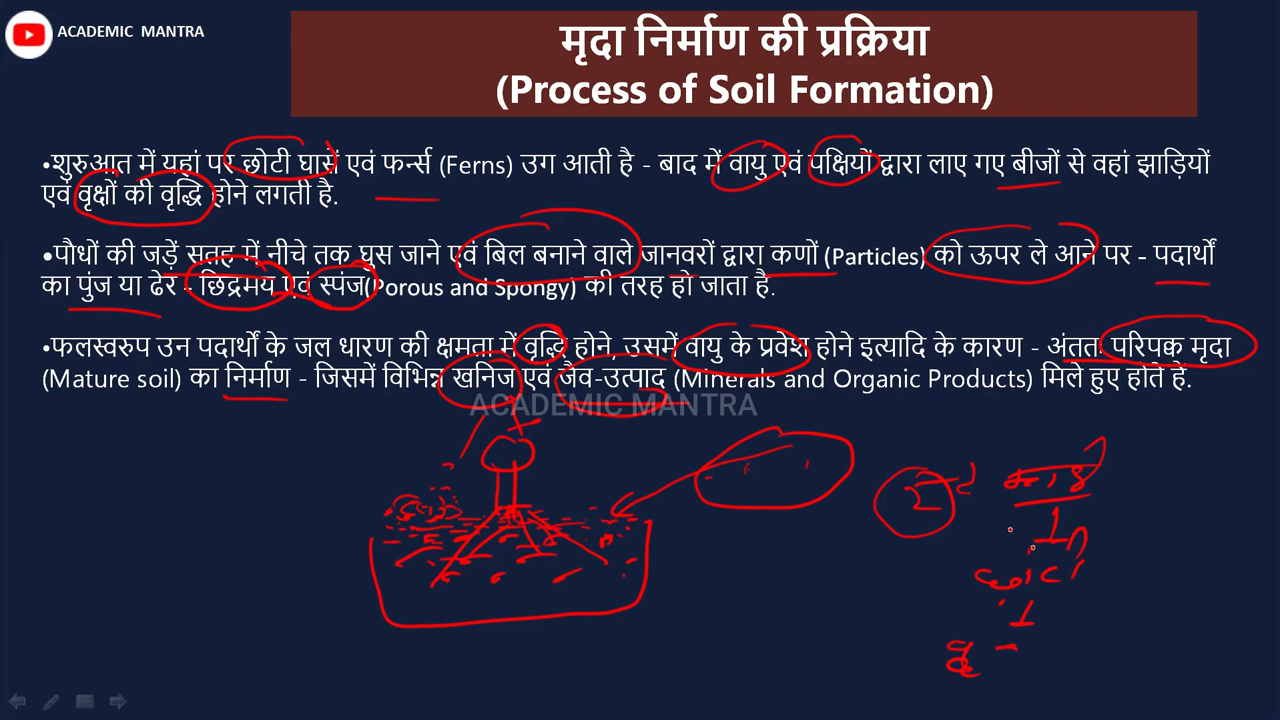 ACADEMIC MANTRA
मृदा निर्माण की प्रक्रिया
(Process of Soil Formation)
•शुरुआत में यहां पर छोटी घासें एवं फर्न्स (Ferns) उग आती है - बाद में वायु एवं पक्षियों द्वारा लाए गए बीजों से वहां झाड़ियों
एवं वृक्षों की वृद्धि होने लगती है.
•पौधों की जड़ें सतह में नीचे तक घुस जाने एवं बिल बनाने वाले जानवरों द्वारा कणों (Particles) को ऊपर ले आने पर - पदार्थों
का पुंज या ढेर - छिद्रमय एवं स्पंज(Porous and Spongy) की तरह हो जाता है.
•फलस्वरुप उन पदार्थों के जल धारण की क्षमता में वृद्धि होने, उसमें वायु के प्रवेश होने इत्यादि के कारण - अंततः परिपक्व मृदा
(Mature soil) का निर्माण - जिसमें विभिन्न खनिज एवं जैव-उत्पाद (Minerals and Organic Products) मिले हुए होते हैं.
ACADEMIC MANTRA